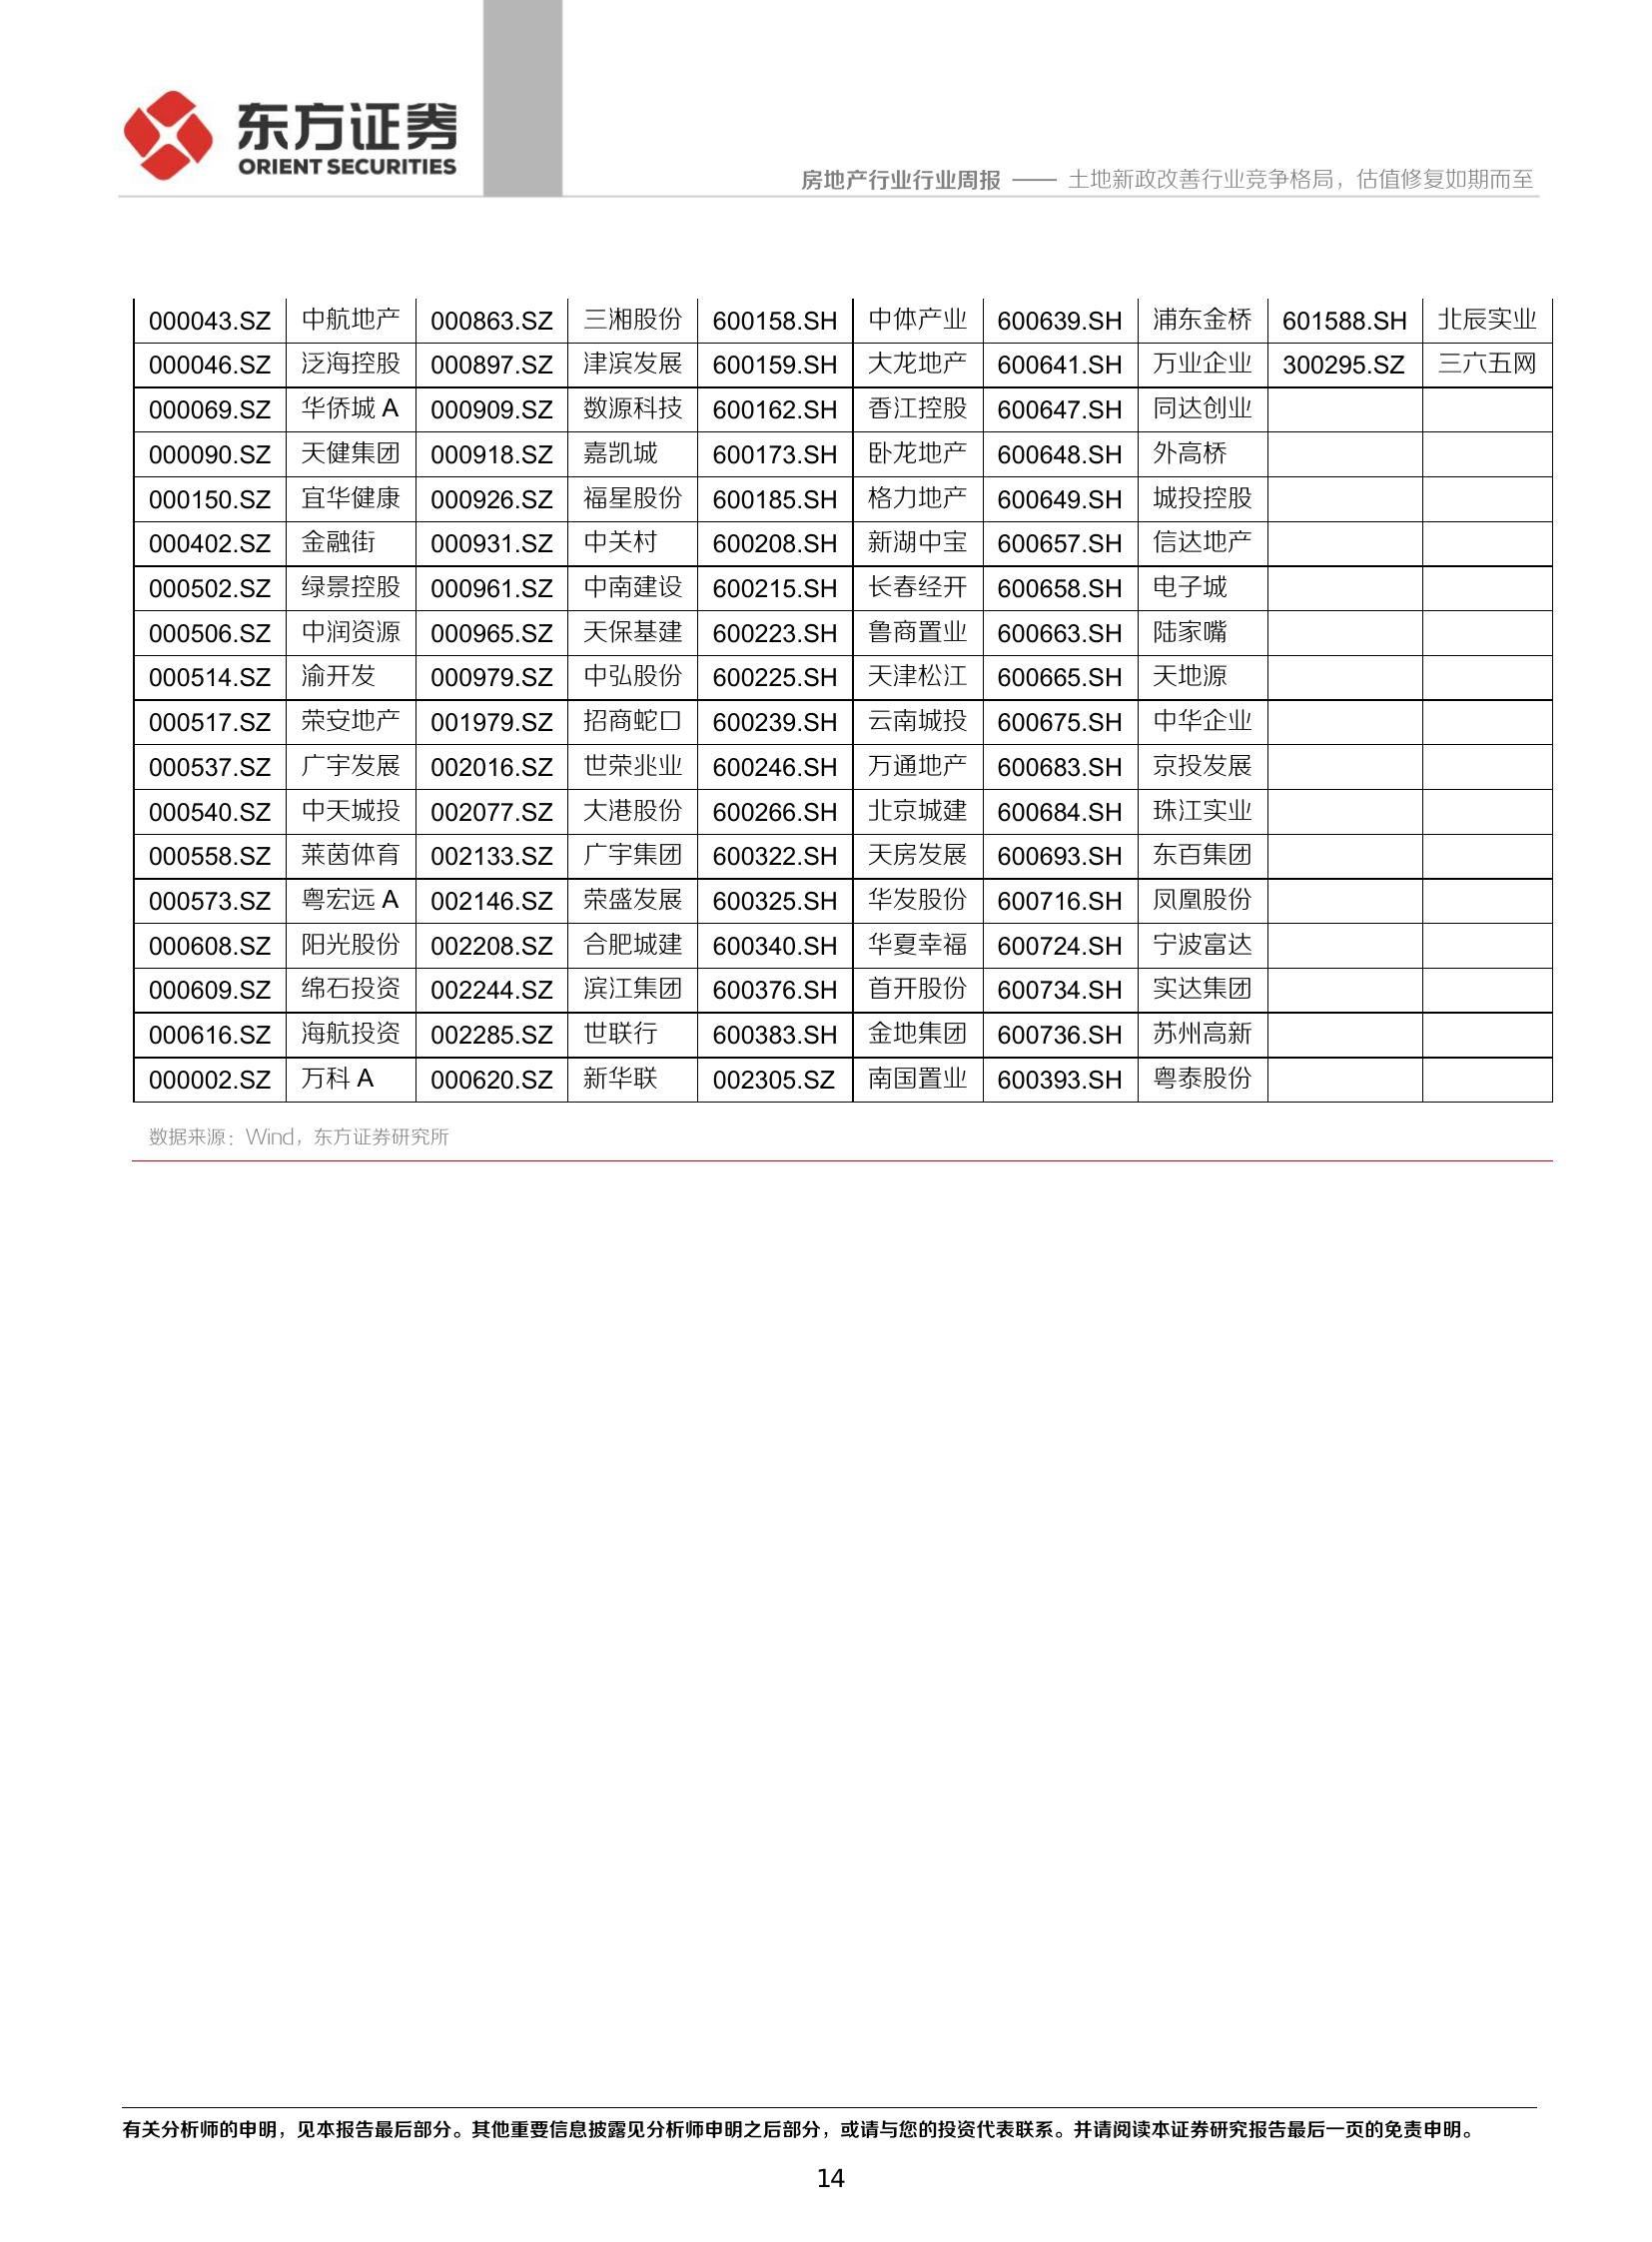 东方证券
ORIENT SECURITIES
房地产行业行业周报 —— 土地新政改善行业竞争格局，估值修复如期而至
000043.SZ 中航地产 000863.SZ 三湘股份 600158.SH 中体产业 600639.SH 浦东金桥 601588.SH 北辰实业
000046.SZ 泛海控股 000897.SZ 津滨发展 600159.SH 大龙地产 600641.SH 万业企业 300295.SZ 三六五网
000069.SZ 华侨城 A 000909.SZ 数源科技 600162.SH 香江控股 600647.SH 同达创业
000090.SZ 天健集团 000918.SZ 嘉凯城 600173.SH 卧龙地产 600648.SH 外高桥
000150.SZ 宜华健康 000926.SZ 福星股份 600185.SH 格力地产 600649.SH 城投控股
000402.SZ 金融街 000931.SZ 中关村 600208.SH 新湖中宝 600657.SH 信达地产
000502.SZ 绿景控股 000961.SZ 中南建设 600215.SH 长春经开 600658.SH 电子城
000506.SZ 中润资源 000965.SZ 天保基建 600223.SH 鲁商置业 600663.SH 陆家嘴
000514.SZ 渝开发 000979.SZ 中弘股份 600225.SH 天津松江 600665.SH 天地源
000517.SZ 荣安地产 001979.SZ 招商蛇口 600239.SH 云南城投 600675.SH 中华企业
000537.SZ 广宇发展 002016.SZ 世荣兆业 600246.SH 万通地产 600683.SH 京投发展
000540.SZ 中天城投 002077.SZ 大港股份 600266.SH 北京城建 600684.SH 珠江实业
000558.SZ 莱茵体育 002133.SZ 广宇集团 600322.SH 天房发展 600693.SH 东百集团
000573.SZ 粤宏远 A 002146.SZ 荣盛发展 600325.SH 华发股份 600716.SH 凤凰股份
000608.SZ 阳光股份 002208.SZ 合肥城建 600340.SH 华夏幸福 600724.SH 宁波富达
000609.SZ 绵石投资 002244.SZ 滨江集团 600376.SH 首开股份 600734.SH 实达集团
000616.SZ 海航投资 002285.SZ 世联行 600383.SH 金地集团 600736.SH 苏州高新
000002.SZ 万科 A 000620.SZ 新华联 002305.SZ 南国置业 600393.SH 粤泰股份
数据来源：Wind，东方证券研究所
有关分析师的申明，见本报告最后部分。其他重要信息披露见分析师申明之后部分，或请与您的投资代表联系。并请阅读本证券研究报告最后一页的免责申明。
14